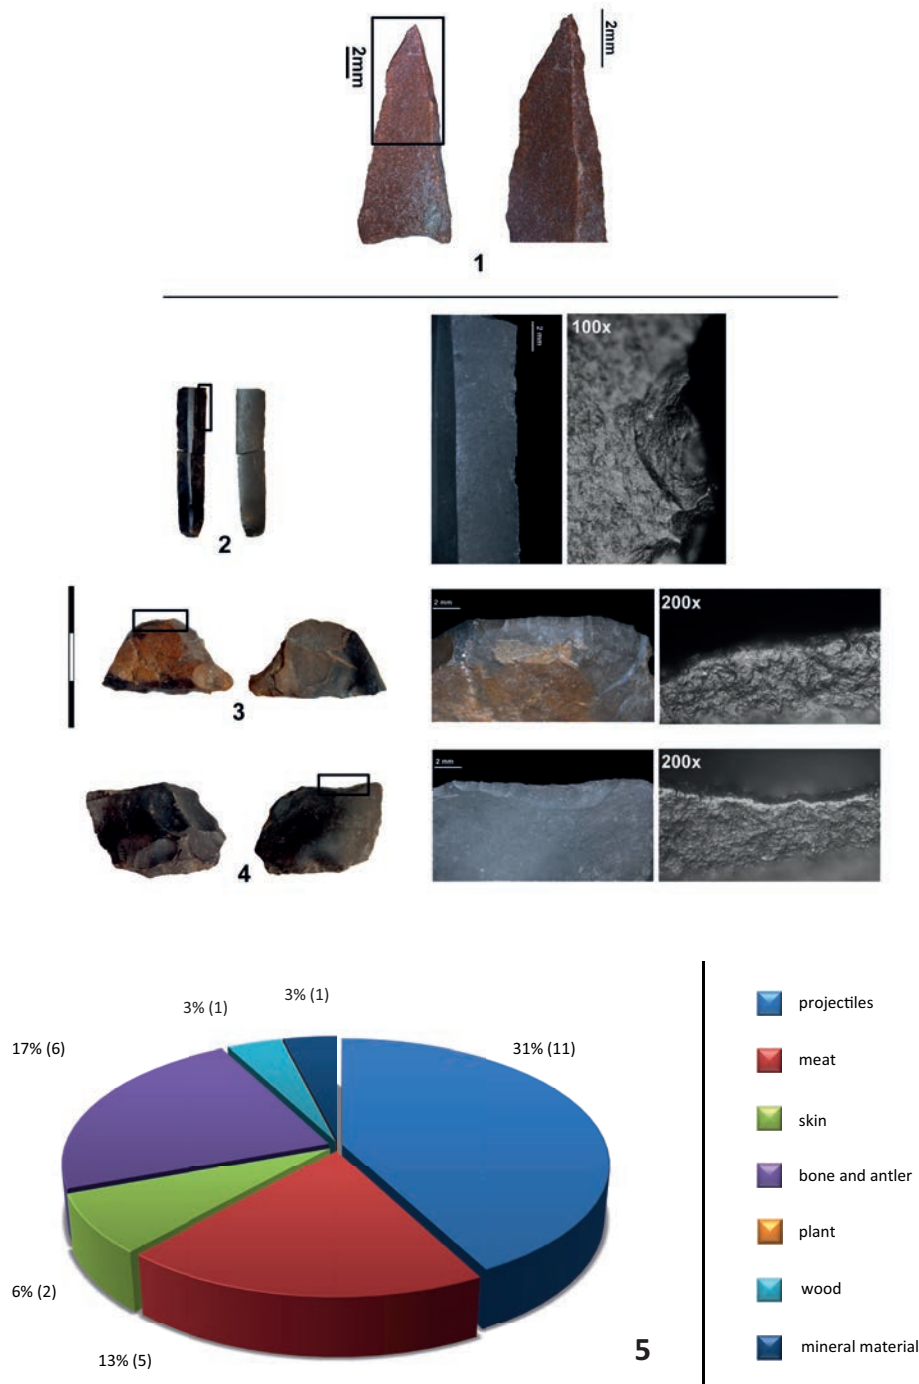 2mm
2mm
1
2 mm
100x
2
2 mm
200x
3
2 mm
200x
4
3% (1)
3% (1)
17% (6)
31% (11)
6% (2)
13% (5)
5
projectiles
meat
skin
bone and antler
plant
wood
mineral material